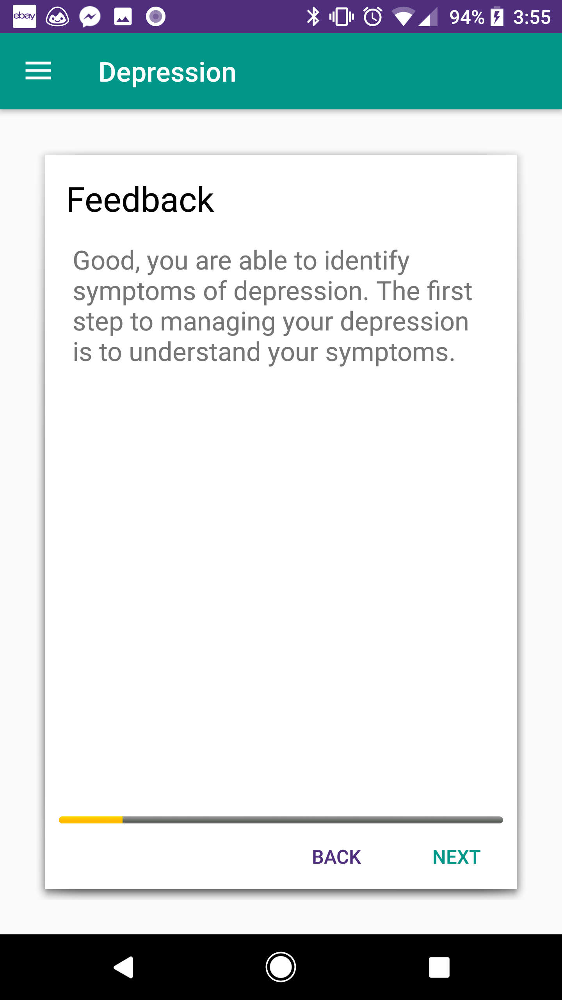 ebay 94% 3:55
Depression
Feedback
Good, you are able to identify
symptoms of depression. The first
step to managing your depression
is to understand your symptoms.
BACK NEXT